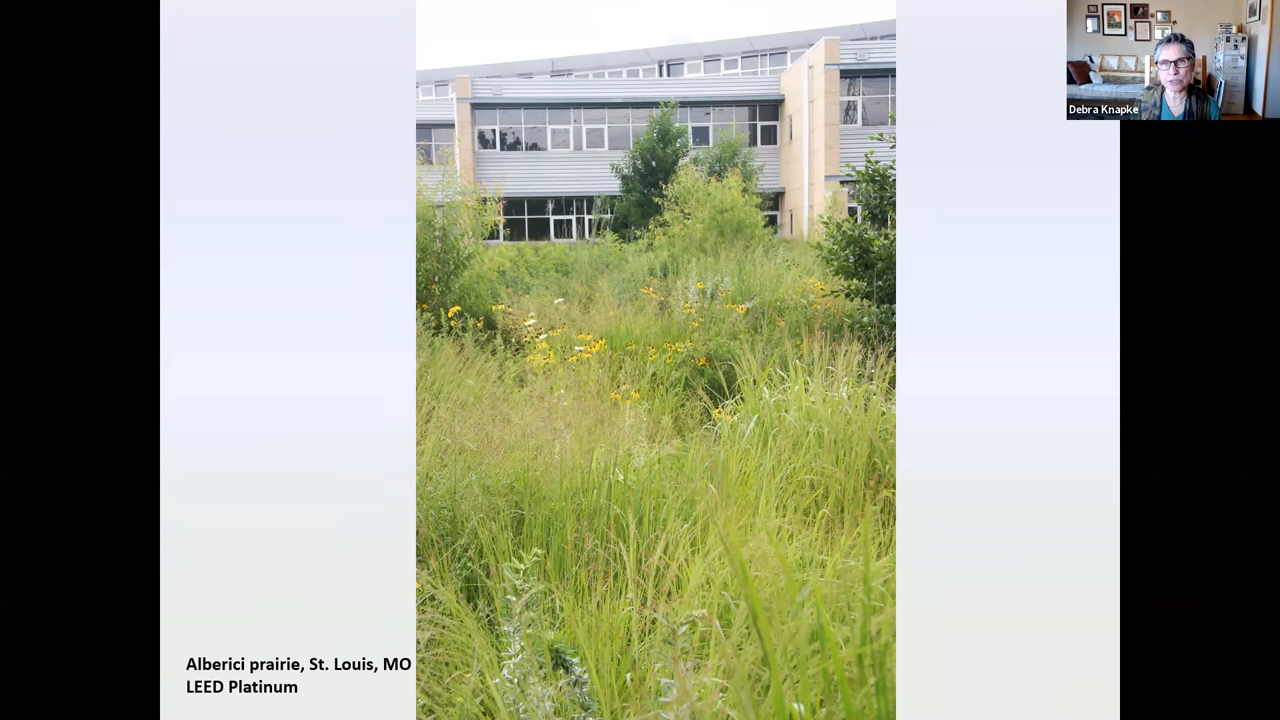 Debra Knapke
Alberici prairie, St. Louis, MO
LEED Platinum